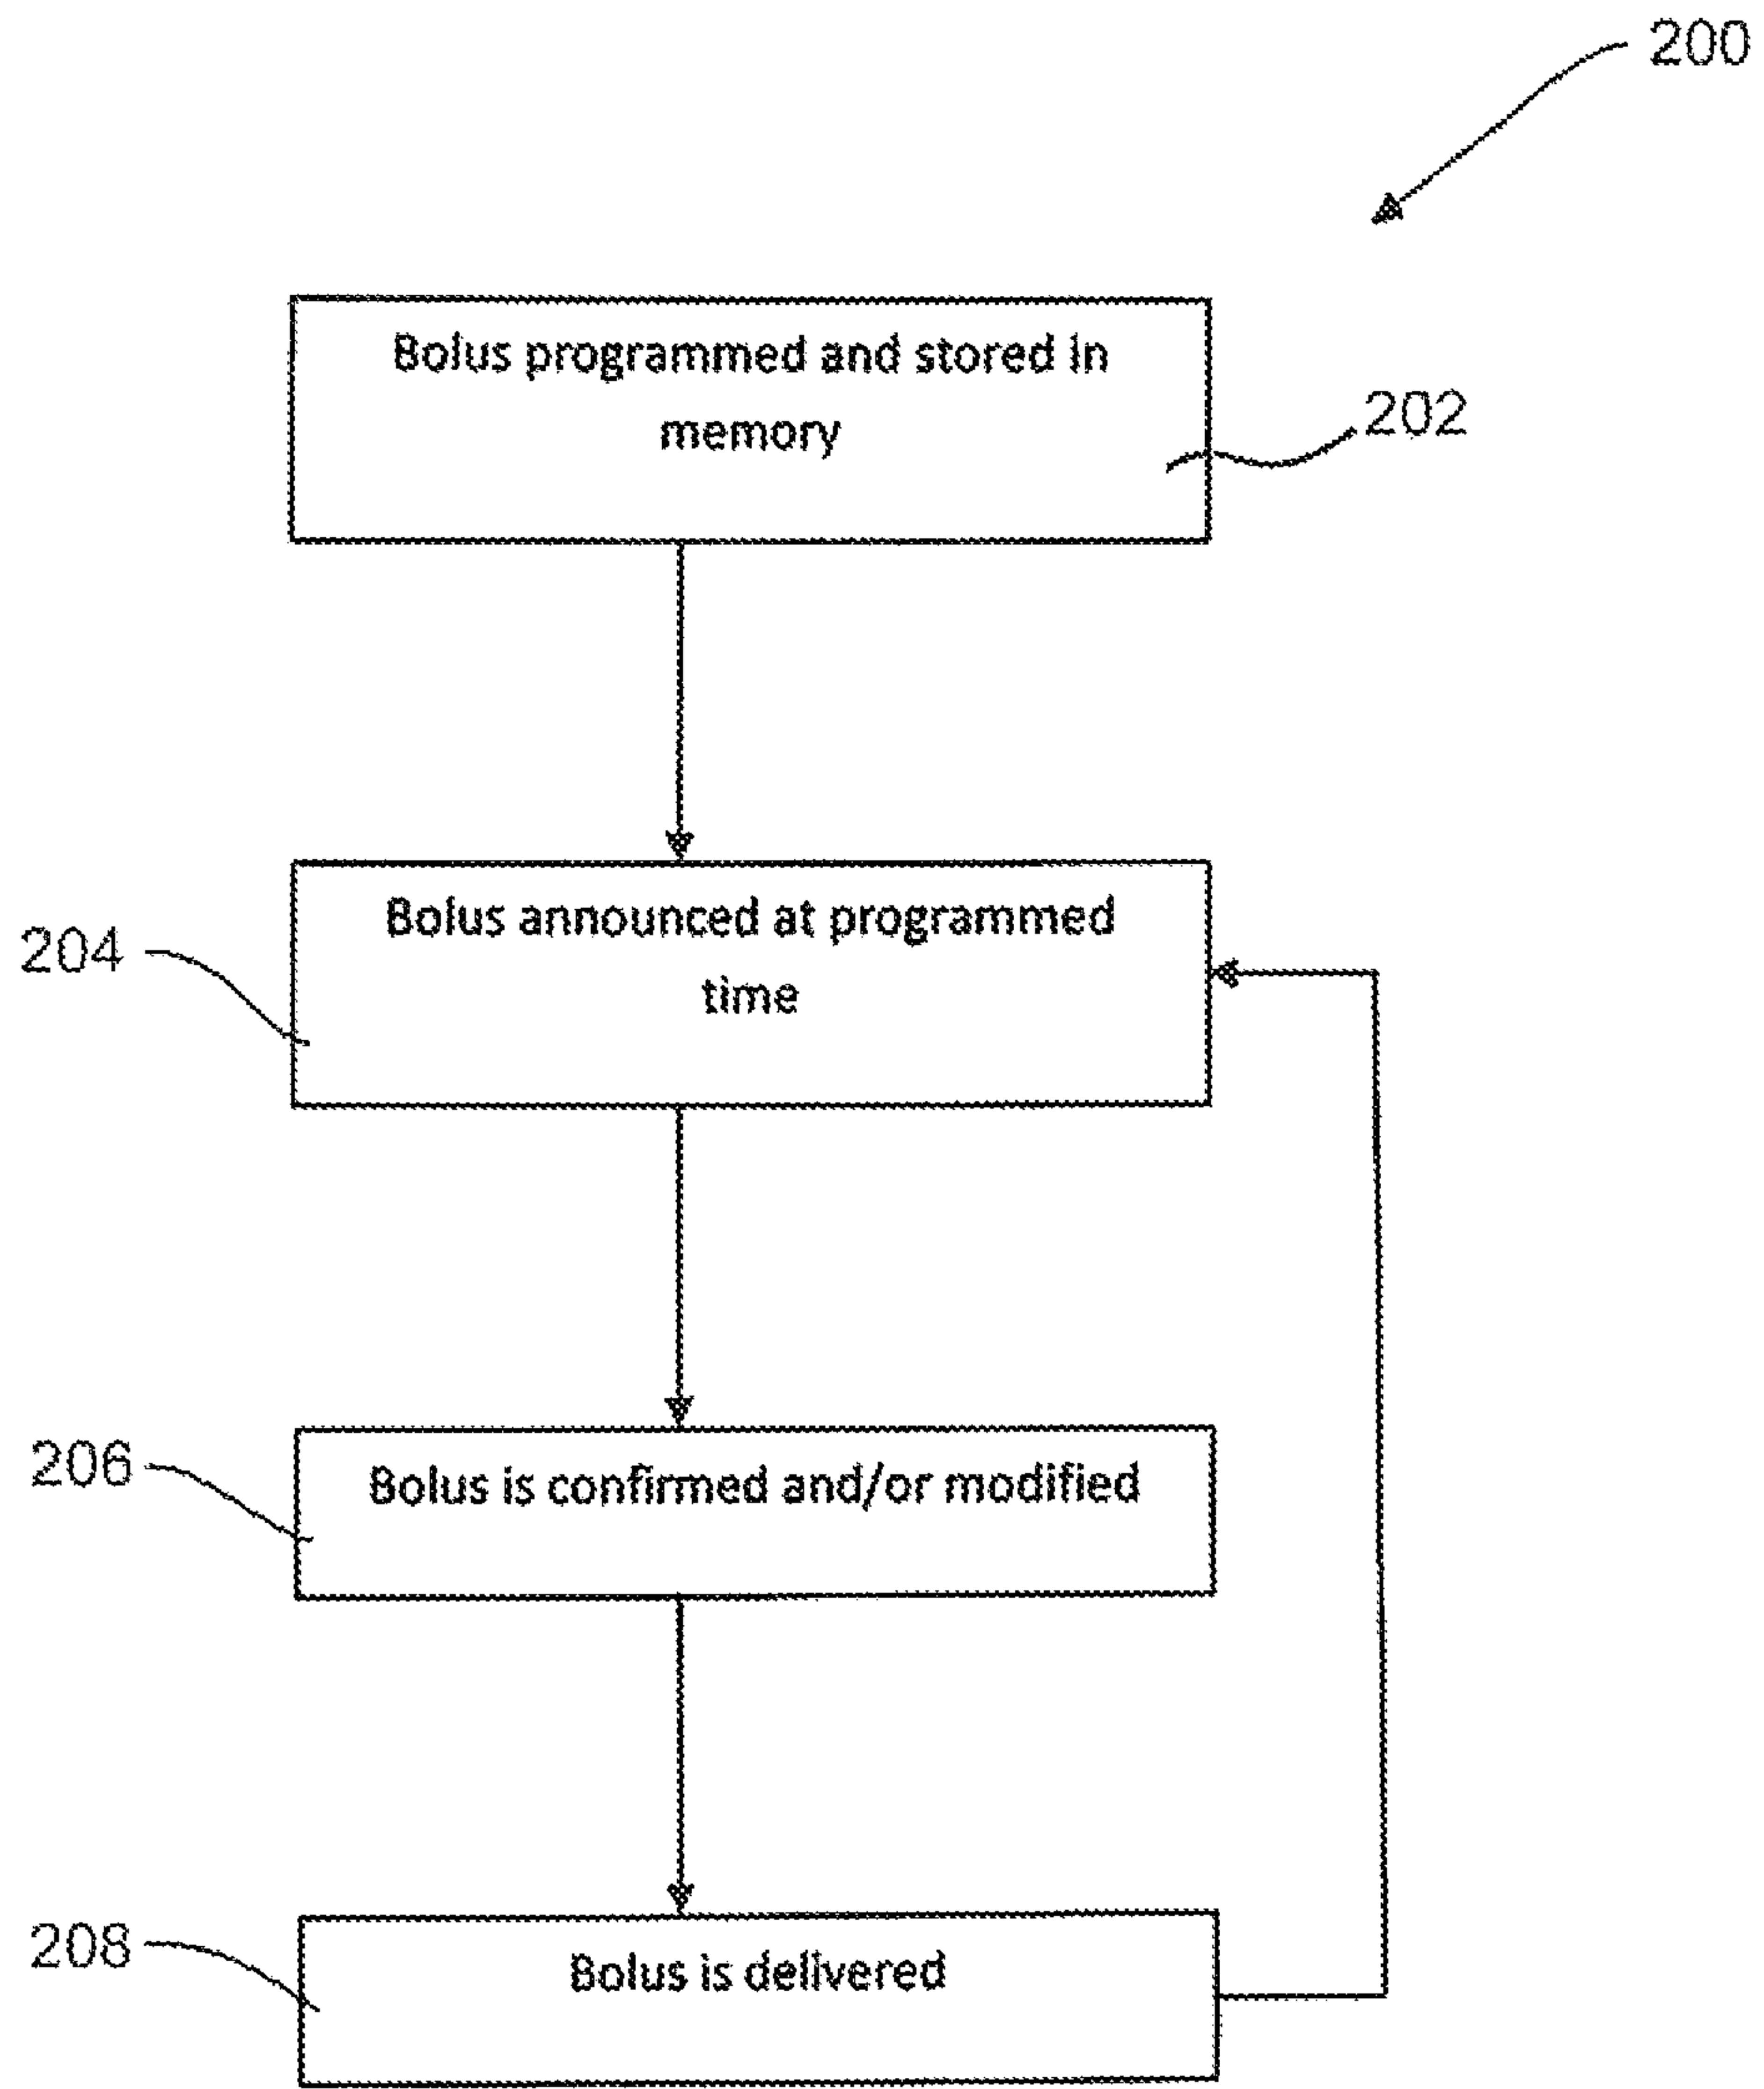 200
Bolus programmed and stored in
memory
202
Bolus announced at programmed
time
204
206
Bolus is confirmed and/or modified
208
Bolus is delivered